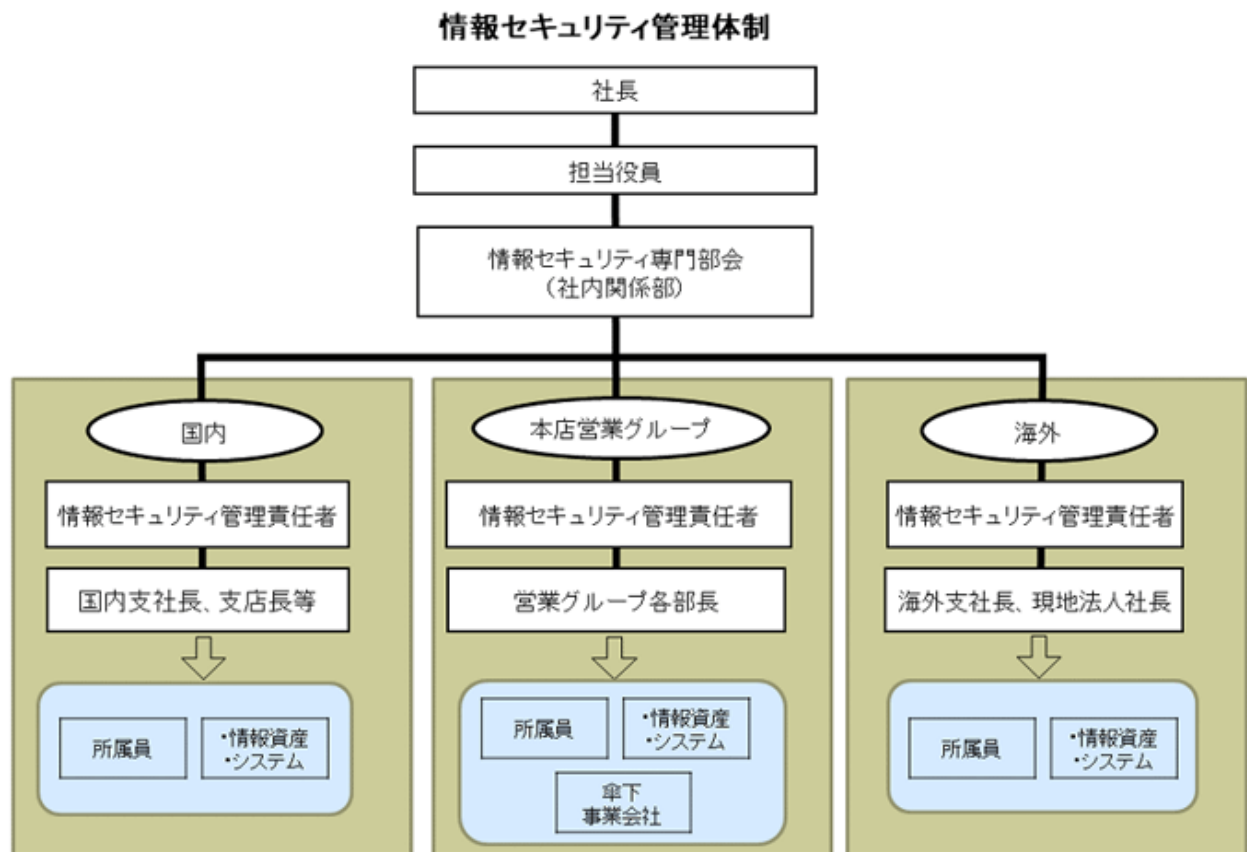 情報セキュリティ管理体制
社長
担当役員
情報セキュリティ専門部会
（社内関係部）
国内
情報セキュリティ管理責任者
国内支社長、支店長等
所属員
・情報資産
・システム
本店営業グループ
情報セキュリティ管理責任者
営業グループ各部長
所属員
・情報資産
・システム
傘下
事業会社
海外
情報セキュリティ管理責任者
海外支社長、現地法人社長
所属員
・情報資産
・システム